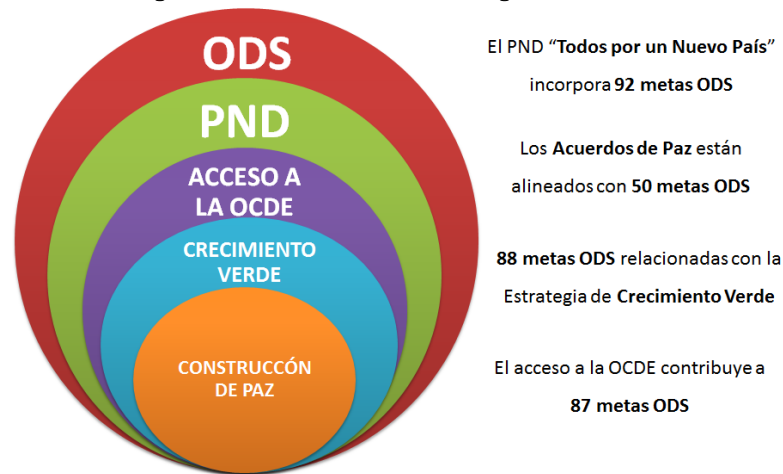 ODS
PND
ACCESO A
LA OCDE
CRECIMIENTO
VERDE
CONSTRUCCÓN
DE PAZ
El PND “Todos por un Nuevo País”
incorpora 92 metas ODS
Los Acuerdos de Paz están
alineados con 50 metas ODS
88 metas ODS relacionadas con la
Estrategia de Crecimiento Verde
El acceso a la OCDE contribuye a
87 metas ODS